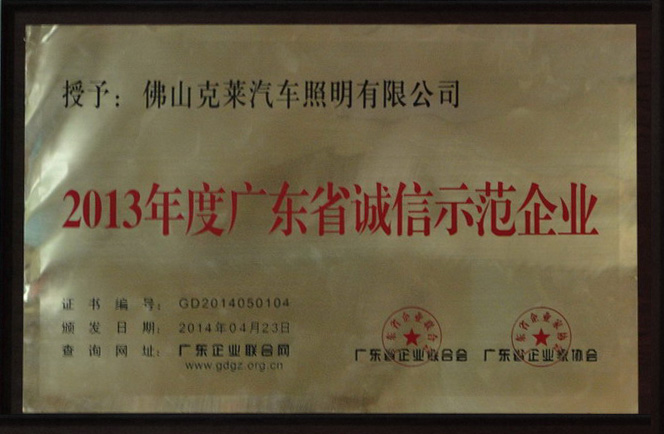 授予：佛山克莱汽车照明有限公司
2013年度广东省诚信示范企业
证书编号：GD2014050104
颁发日期：2014年04月23日
查询网址：广东企业联合网
www.gdgz.org.cn
广东省企业联合会 广东省企业家协会